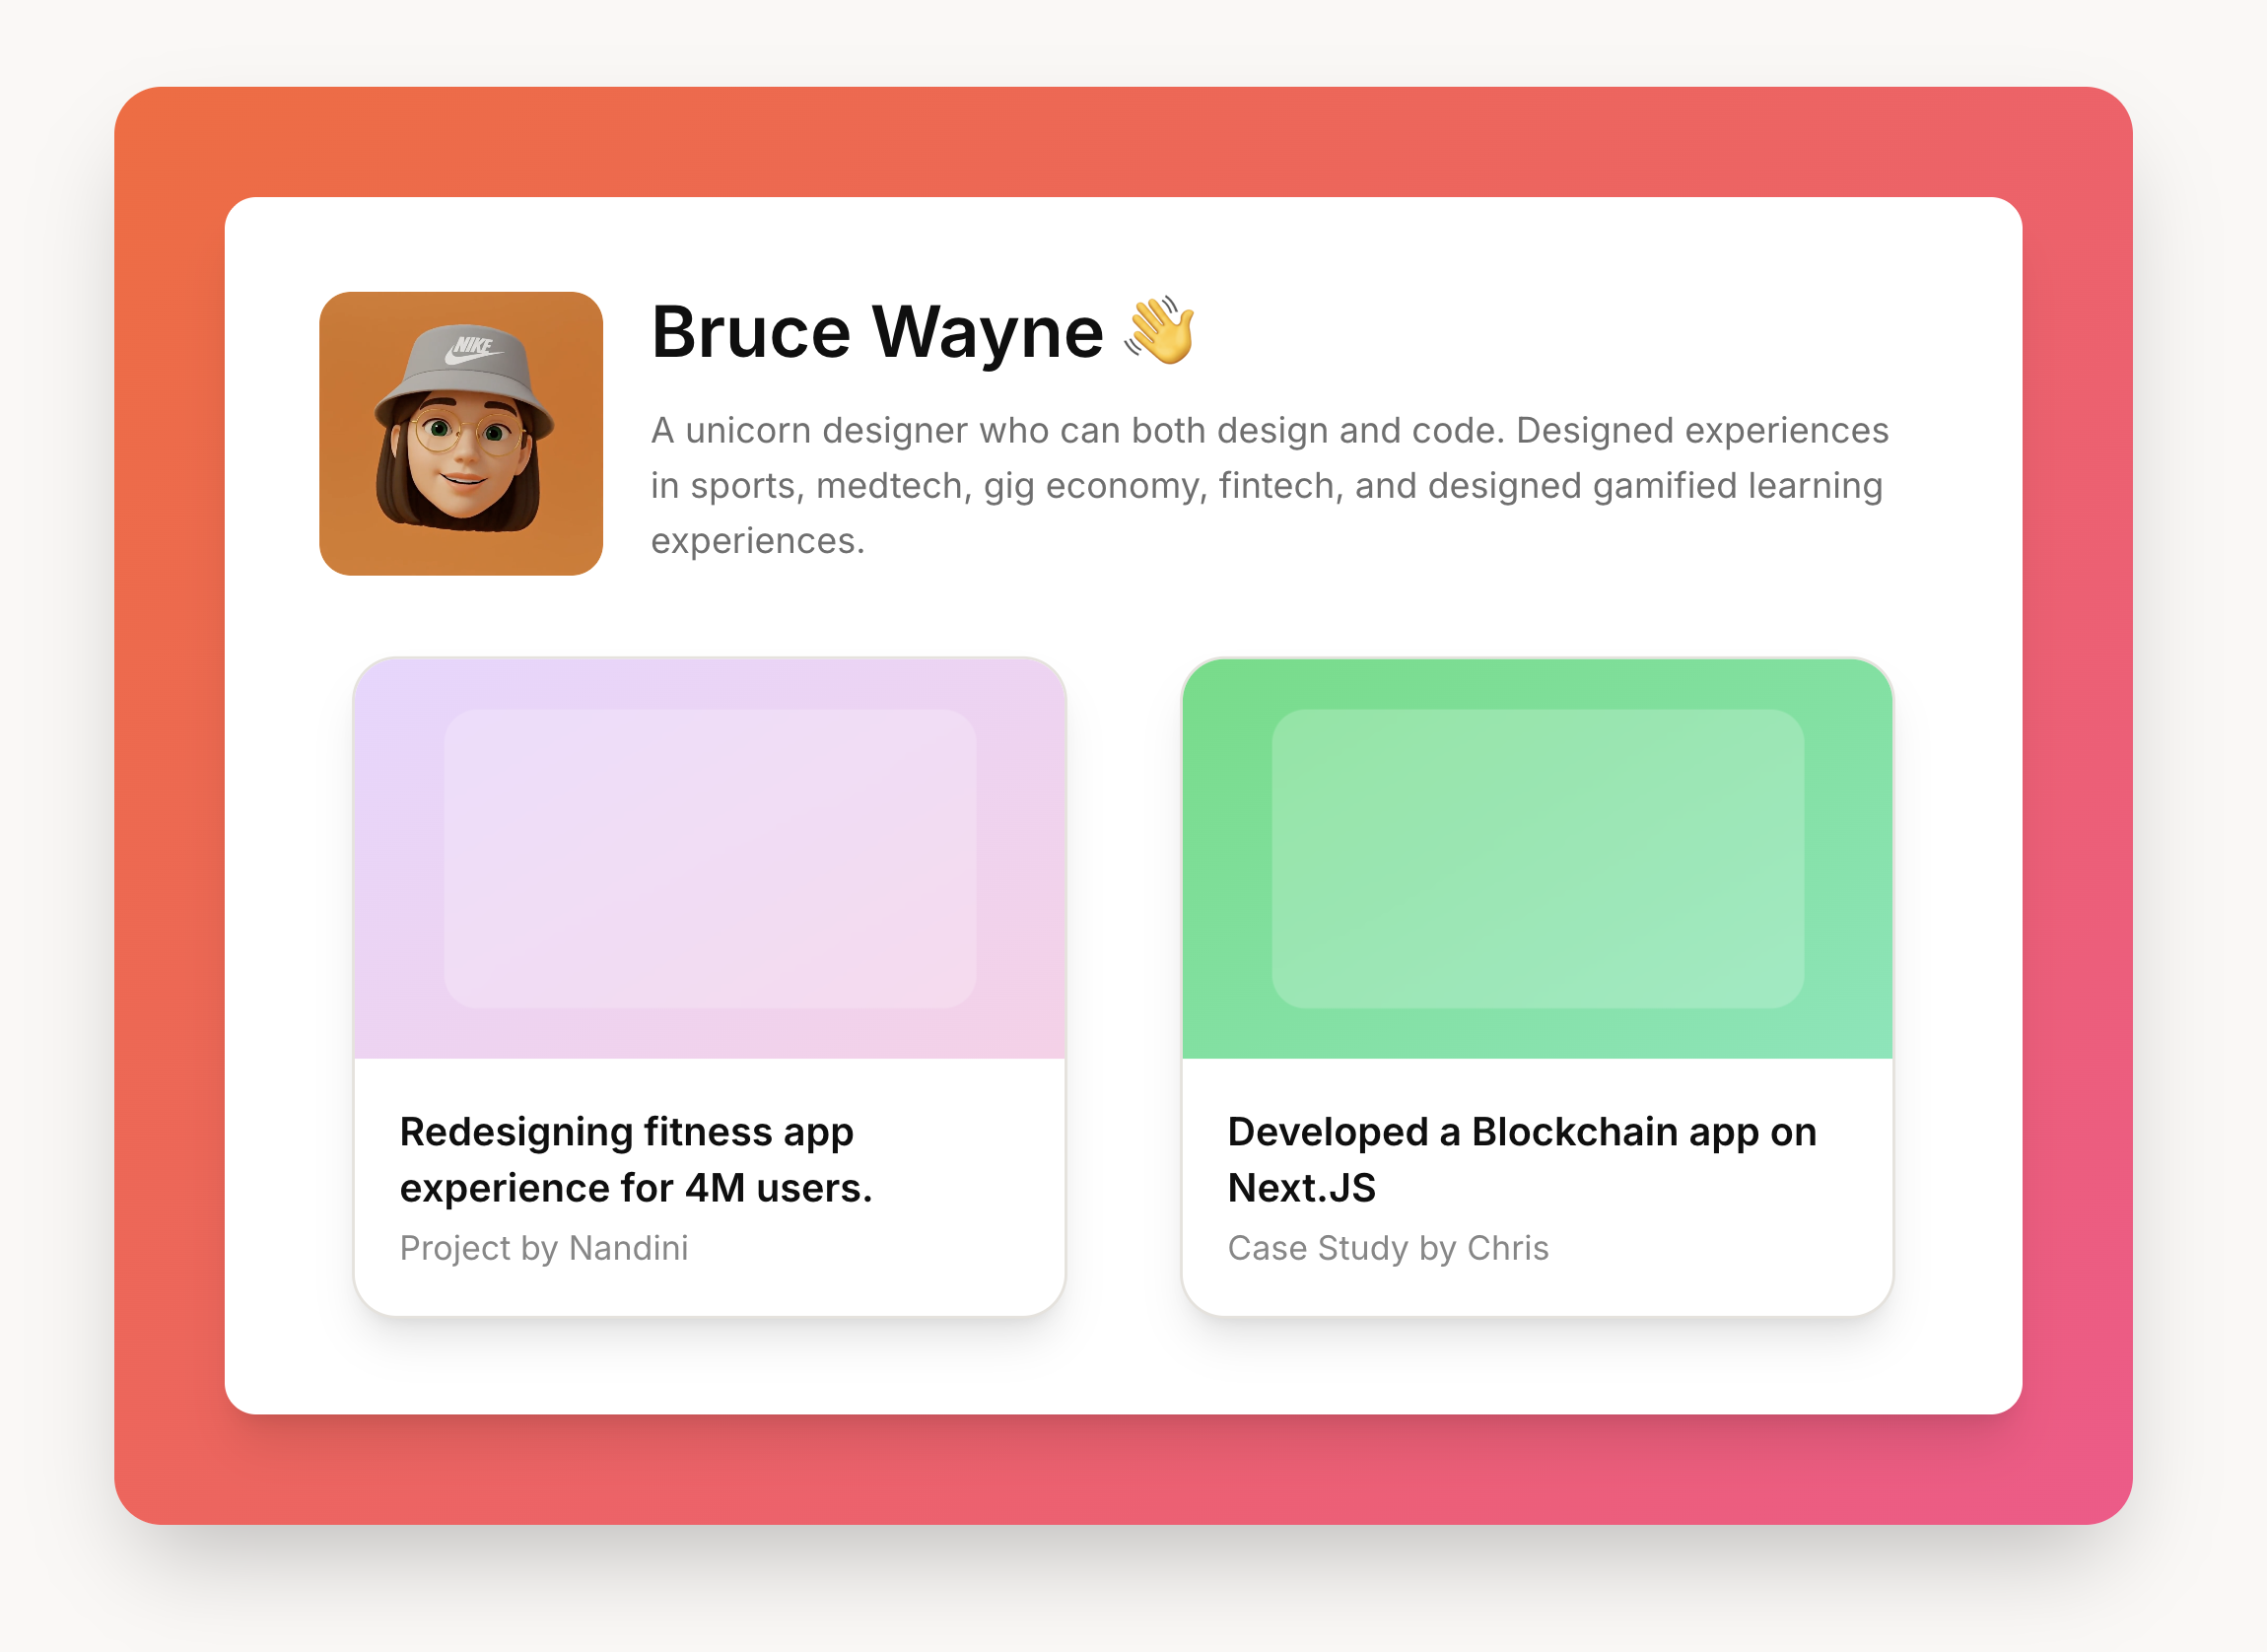 NIKE
Bruce Wayne 👋
A unicorn designer who can both design and code. Designed experiences
in sports, medtech, gig economy, fintech, and designed gamified learning
experiences.
Redesigning fitness app
experience for 4M users.
Project by Nandini
Developed a Blockchain app on
Next.JS
Case Study by Chris